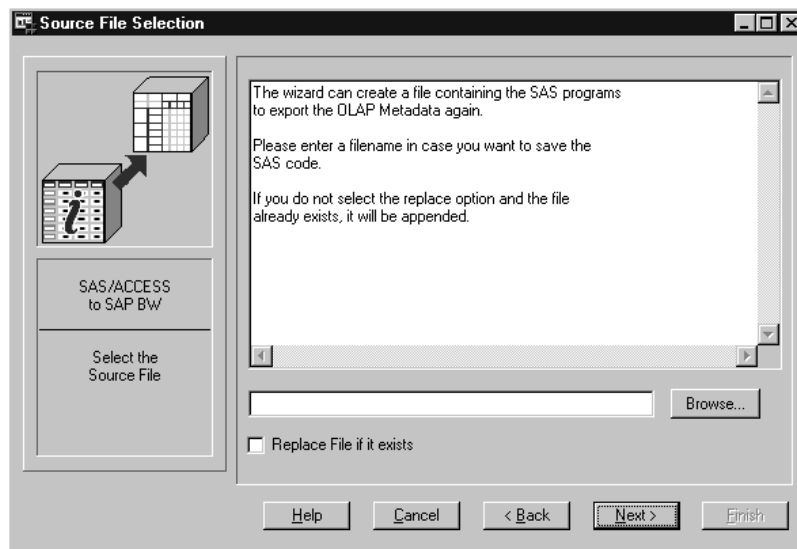 Source File Selection
The wizard can create a file containing the SAS programs
to export the OLAP Metadata again.
Please enter a filename in case you want to save the
SAS code.
If you do not select the replace option and the file
already exists, it will be appended.
SAS/ACCESS
to SAP BW
Select the
Source File
Browse...
Replace File if it exists
Help
Cancel
< Back
Next >
Finish